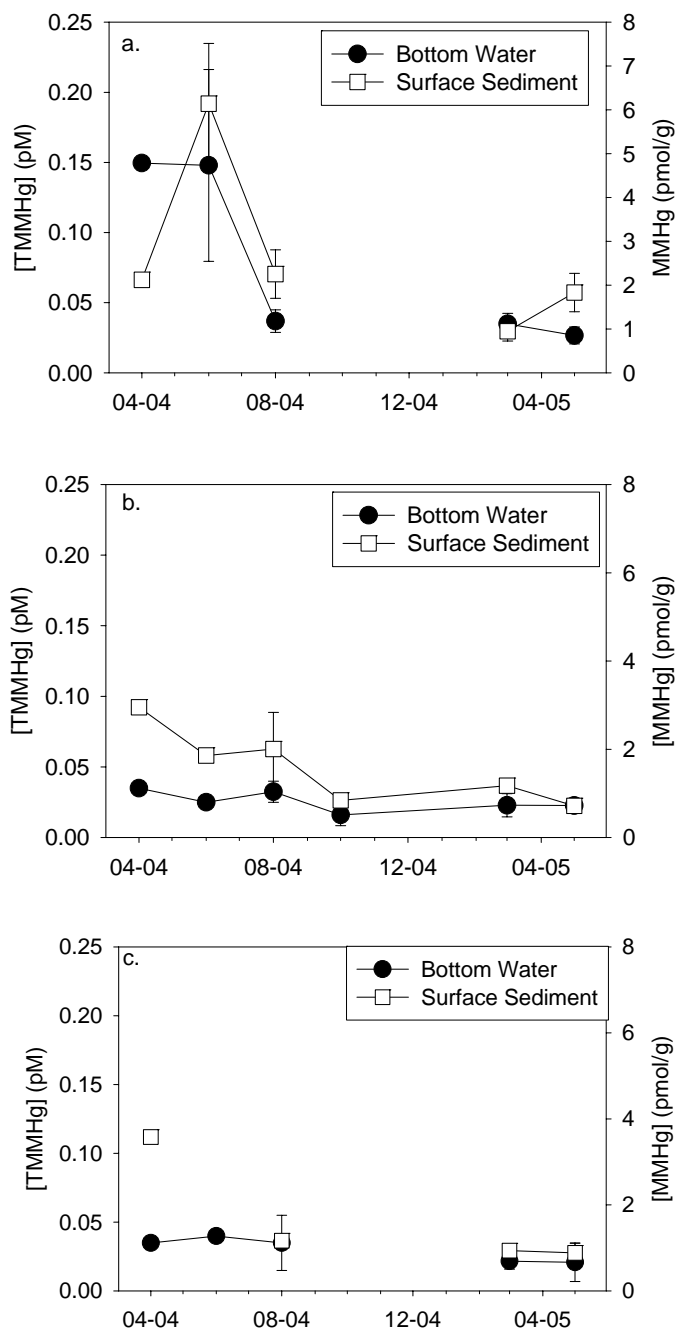 a.
Bottom Water
Surface Sediment
[TMMHg] (pM)
0.25
0.20
0.15
0.10
0.05
0.00
MMHg (pmol/g)
8
7
6
5
4
3
2
1
0
04-04 08-04 12-04 04-05
b.
Bottom Water
Surface Sediment
[TMMHg] (pM)
0.25
0.20
0.15
0.10
0.05
0.00
[MMHg] (pmol/g)
8
6
4
2
0
04-04 08-04 12-04 04-05
c.
Bottom Water
Surface Sediment
[TMMHg] (pM)
0.25
0.20
0.15
0.10
0.05
0.00
[MMHg] (pmol/g)
8
6
4
2
0
04-04 08-04 12-04 04-05